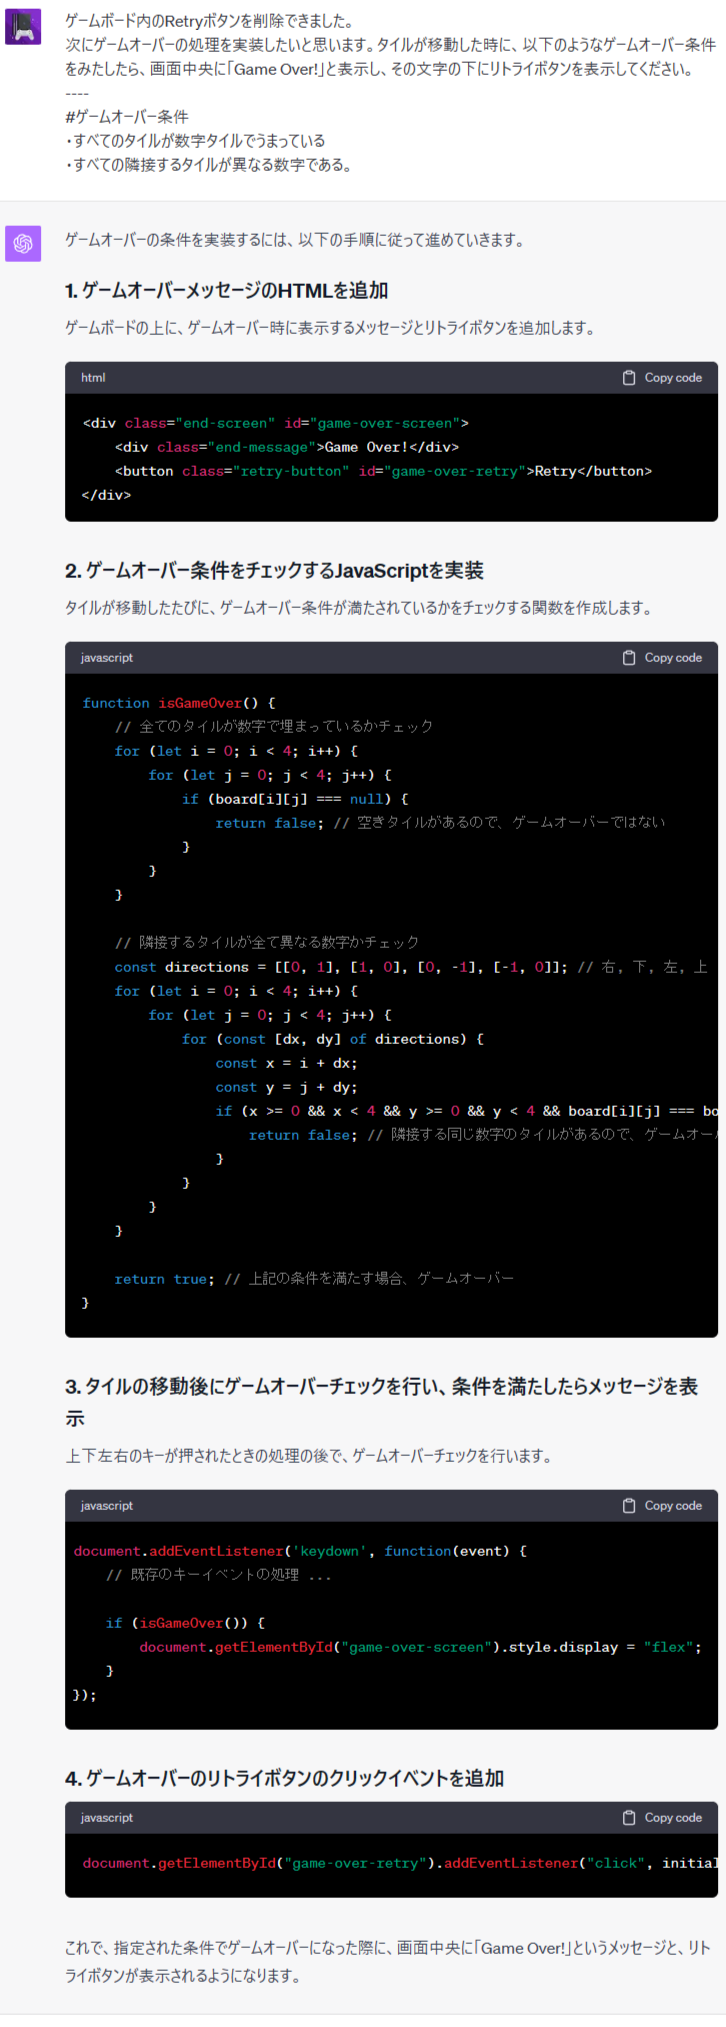 ゲームボード内のRetryボタンを削除できました。
次にゲームオーバーの処理を実装したいと思います。タイルが移動した時に、以下のようなゲームオーバー条件
をみたしたら、画面中央に「Game Over!」と表示し、その文字の下にリトライボタンを表示してください。
----
#ゲームオーバー条件
・すべてのタイルが数字タイルでうまっている
・すべての隣接するタイルが異なる数字である。
ゲームオーバーの条件を実装するには、以下の手順に従って進めていきます。
1. ゲームオーバーメッセージのHTMLを追加
ゲームボードの上に、ゲームオーバー時に表示するメッセージとリトライボタンを追加します。
html Copy code
<div class="end-screen" id="game-over-screen">
    <div class="end-message">Game Over!</div>
    <button class="retry-button" id="game-over-retry">Retry</button>
</div>
2. ゲームオーバー条件をチェックするJavaScriptを実装
タイルが移動したたびに、ゲームオーバー条件が満たされているかをチェックする関数を作成します。
javascript Copy code
function isGameOver() {
    // 全てのタイルが数字で埋まっているかチェック
    for (let i = 0; i < 4; i++) {
        for (let j = 0; j < 4; j++) {
            if (board[i][j] === null) {
                return false; // 空きタイルがあるので、ゲームオーバーではない
            }
        }
    }
    // 隣接するタイルが全て異なる数字かチェック
    const directions = [[0, 1], [1, 0], [0, -1], [-1, 0]]; // 右, 下, 左, 上
    for (let i = 0; i < 4; i++) {
        for (let j = 0; j < 4; j++) {
            for (const [dx, dy] of directions) {
                const x = i + dx;
                const y = j + dy;
                if (x >= 0 && x < 4 && y >= 0 && y < 4 && board[i][j] === bo
                    return false; // 隣接する同じ数字のタイルがあるので、ゲームオー
                }
            }
        }
    }
    return true; // 上記の条件を満たす場合、ゲームオーバー
}
3. タイルの移動後にゲームオーバーチェックを行い、条件を満たしたらメッセージを表
示
上下左右のキーが押されたときの処理の後で、ゲームオーバーチェックを行います。
javascript Copy code
document.addEventListener('keydown', function(event) {
    // 既存のキーイベントの処理 ...
    if (isGameOver()) {
        document.getElementById("game-over-screen").style.display = "flex";
    }
});
4. ゲームオーバーのリトライボタンのクリックイベントを追加
javascript Copy code
document.getElementById("game-over-retry").addEventListener("click", initial
これで、指定された条件でゲームオーバーになった際に、画面中央に「Game Over!」というメッセージと、リト
ライボタンが表示されるようになります。